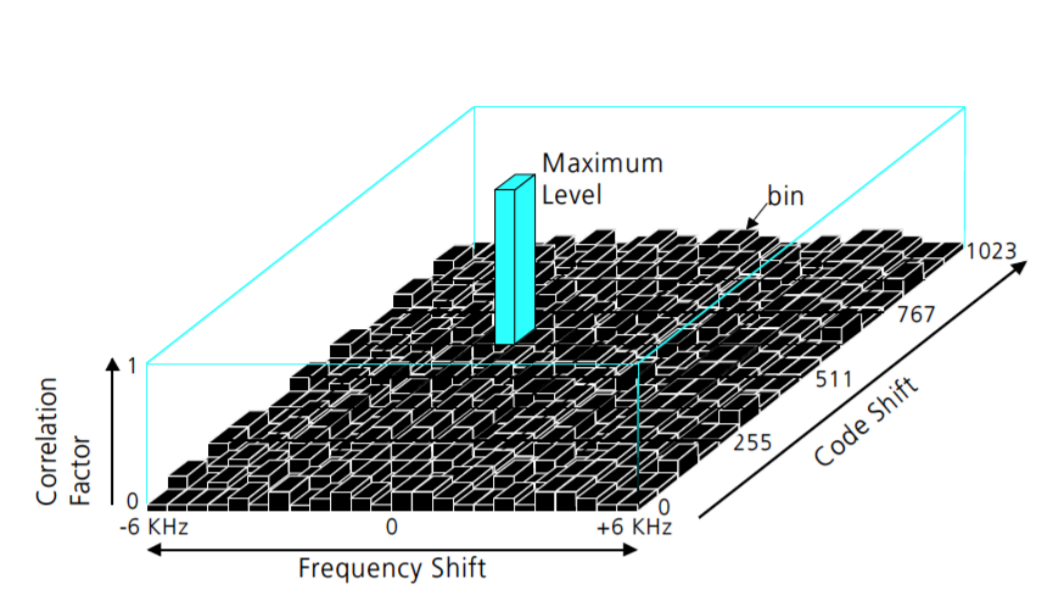 Maximum
Level
bin
1023
767
511
255
0
Code Shift
1
0
Correlation
Factor
-6 KHz
0
+6 KHz
Frequency Shift